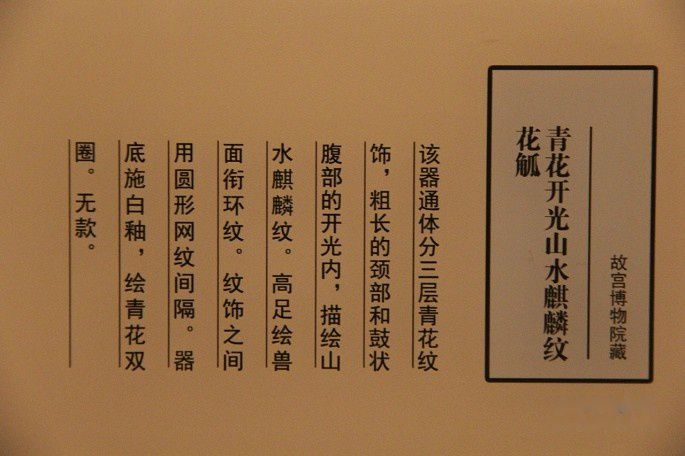 故宫博物院藏
青花开光山水麒麟纹
花觚
该器通体分三层青花纹
饰，粗长的颈部和鼓状
腹部的开光内，描绘山
水麒麟纹。高足绘兽
面衔环纹。纹饰之间
用圆形网纹间隔。器
底施白釉，绘青花双
圈。无款。